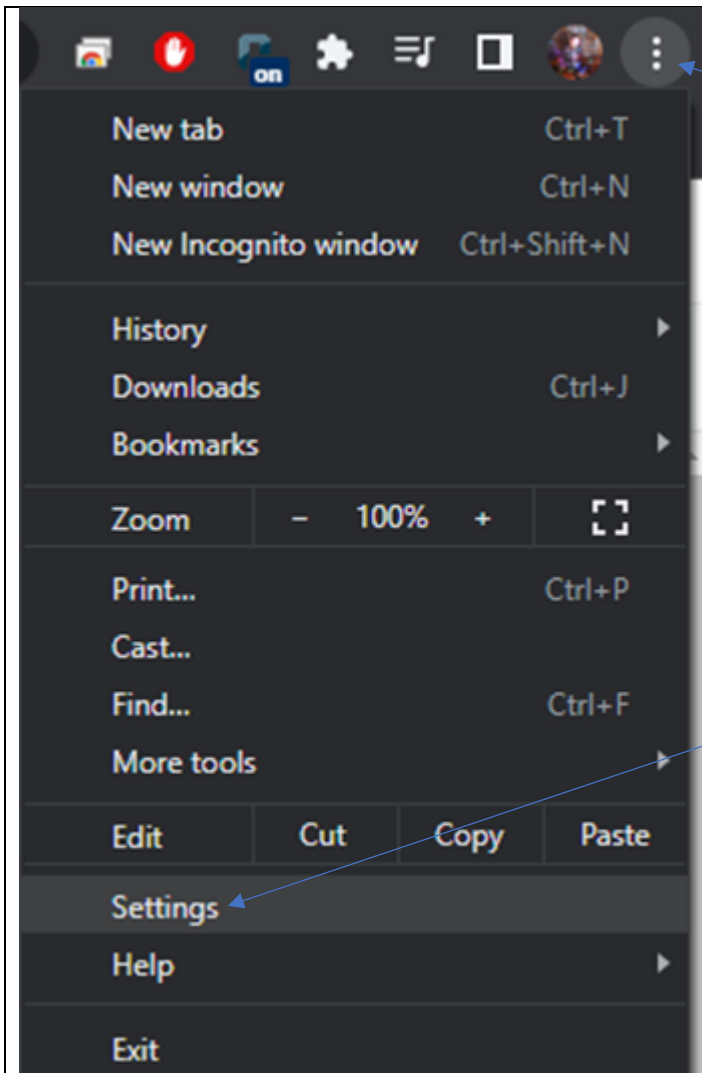 on
New tab Ctrl+T
New window Ctrl+N
New Incognito window Ctrl+Shift+N
History
Downloads Ctrl+J
Bookmarks
Zoom - 100% +
Print... Ctrl+P
Cast...
Find... Ctrl+F
More tools
Edit Cut Copy Paste
Settings
Help
Exit